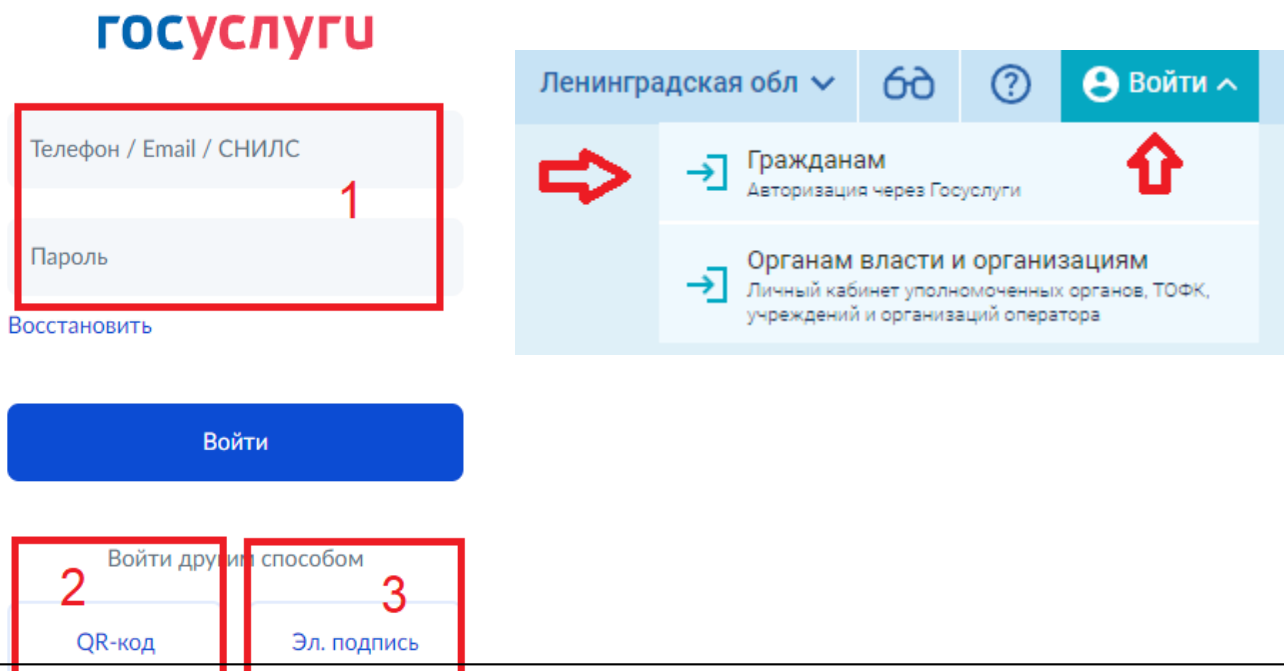 госуслуги
Телефон / Email / СНИЛС
1
Пароль
Восстановить
Войти
Войти другим способом
2
3
QR-код
Эл. подпись
Ленинградская обл
Войти
Гражданам
Авторизация через Госуслуги
Органам власти и организациям
Личный кабинет уполномоченных органов, ТОФК,
учреждений и организаций оператора